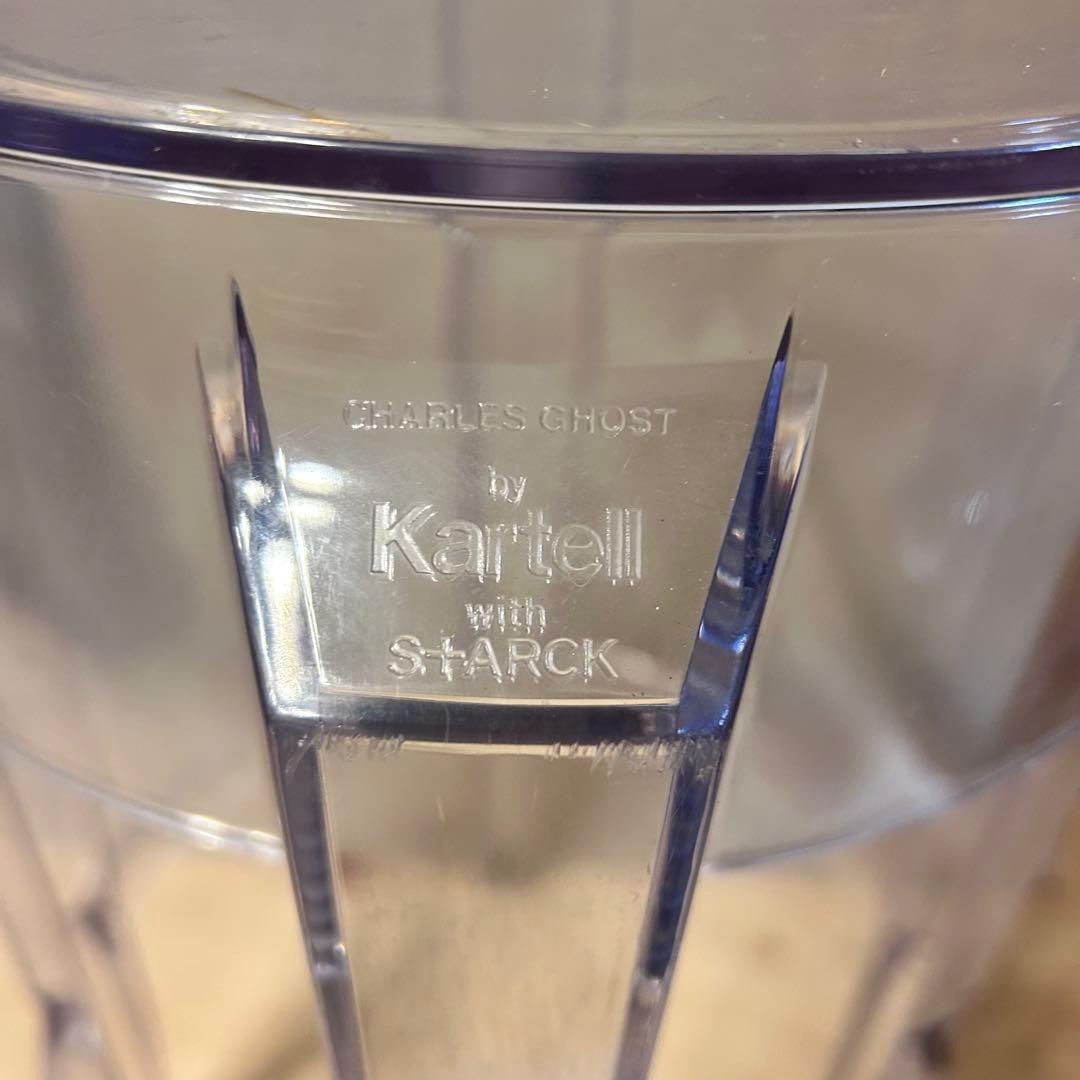 CHARLES GHOST
by
Kartell
with
S+ARCK